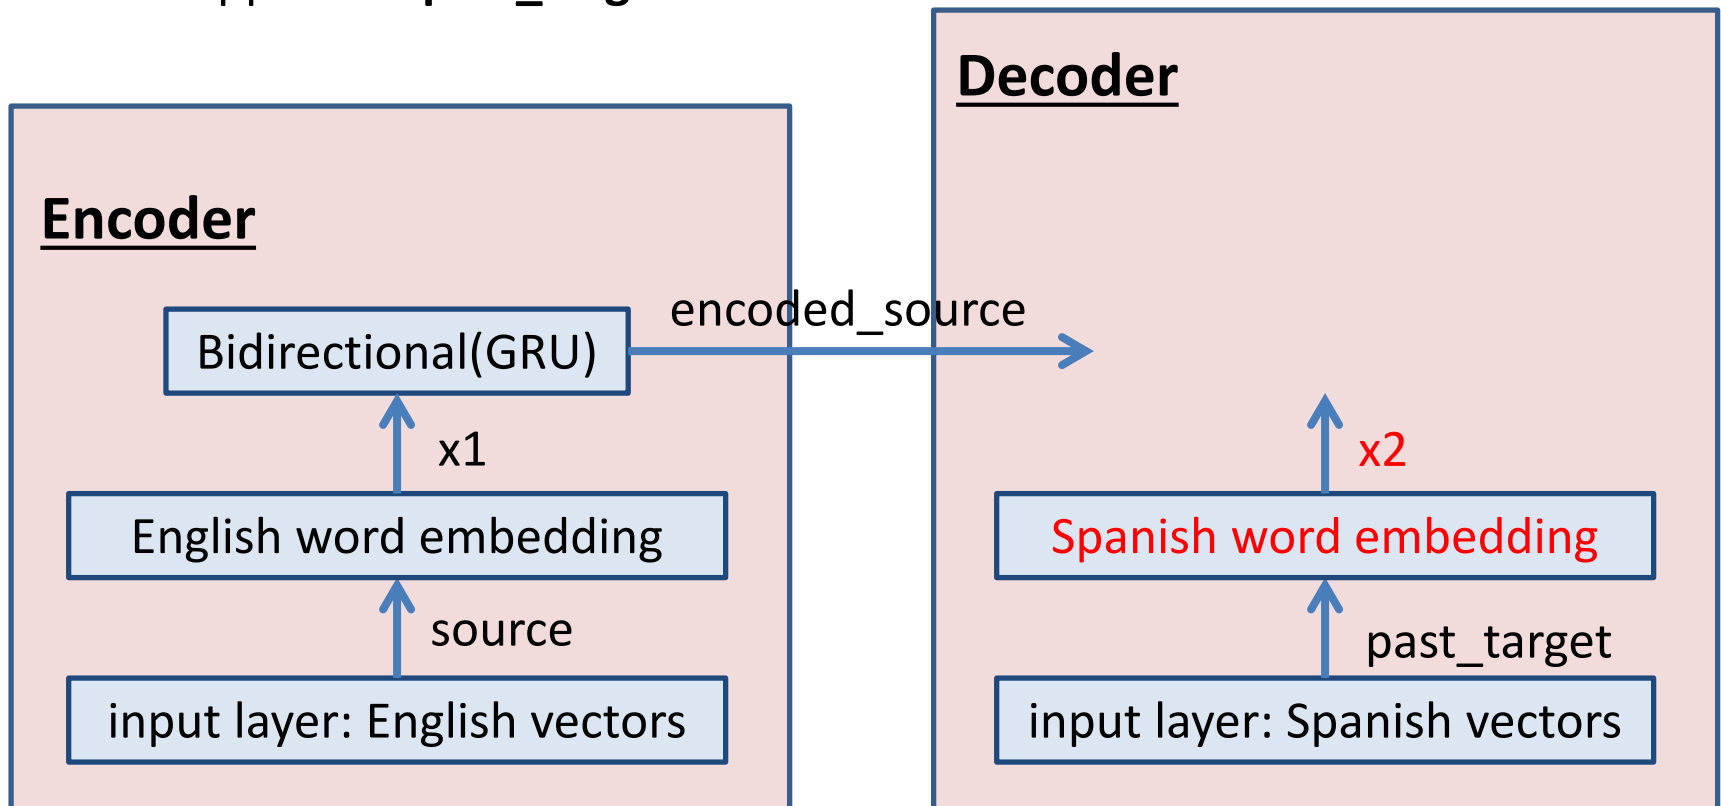 Decoder
Encoder
encoded_source
Bidirectional(GRU)
x1
x2
English word embedding
Spanish word embedding
source
past_target
input layer: English vectors
input layer: Spanish vectors